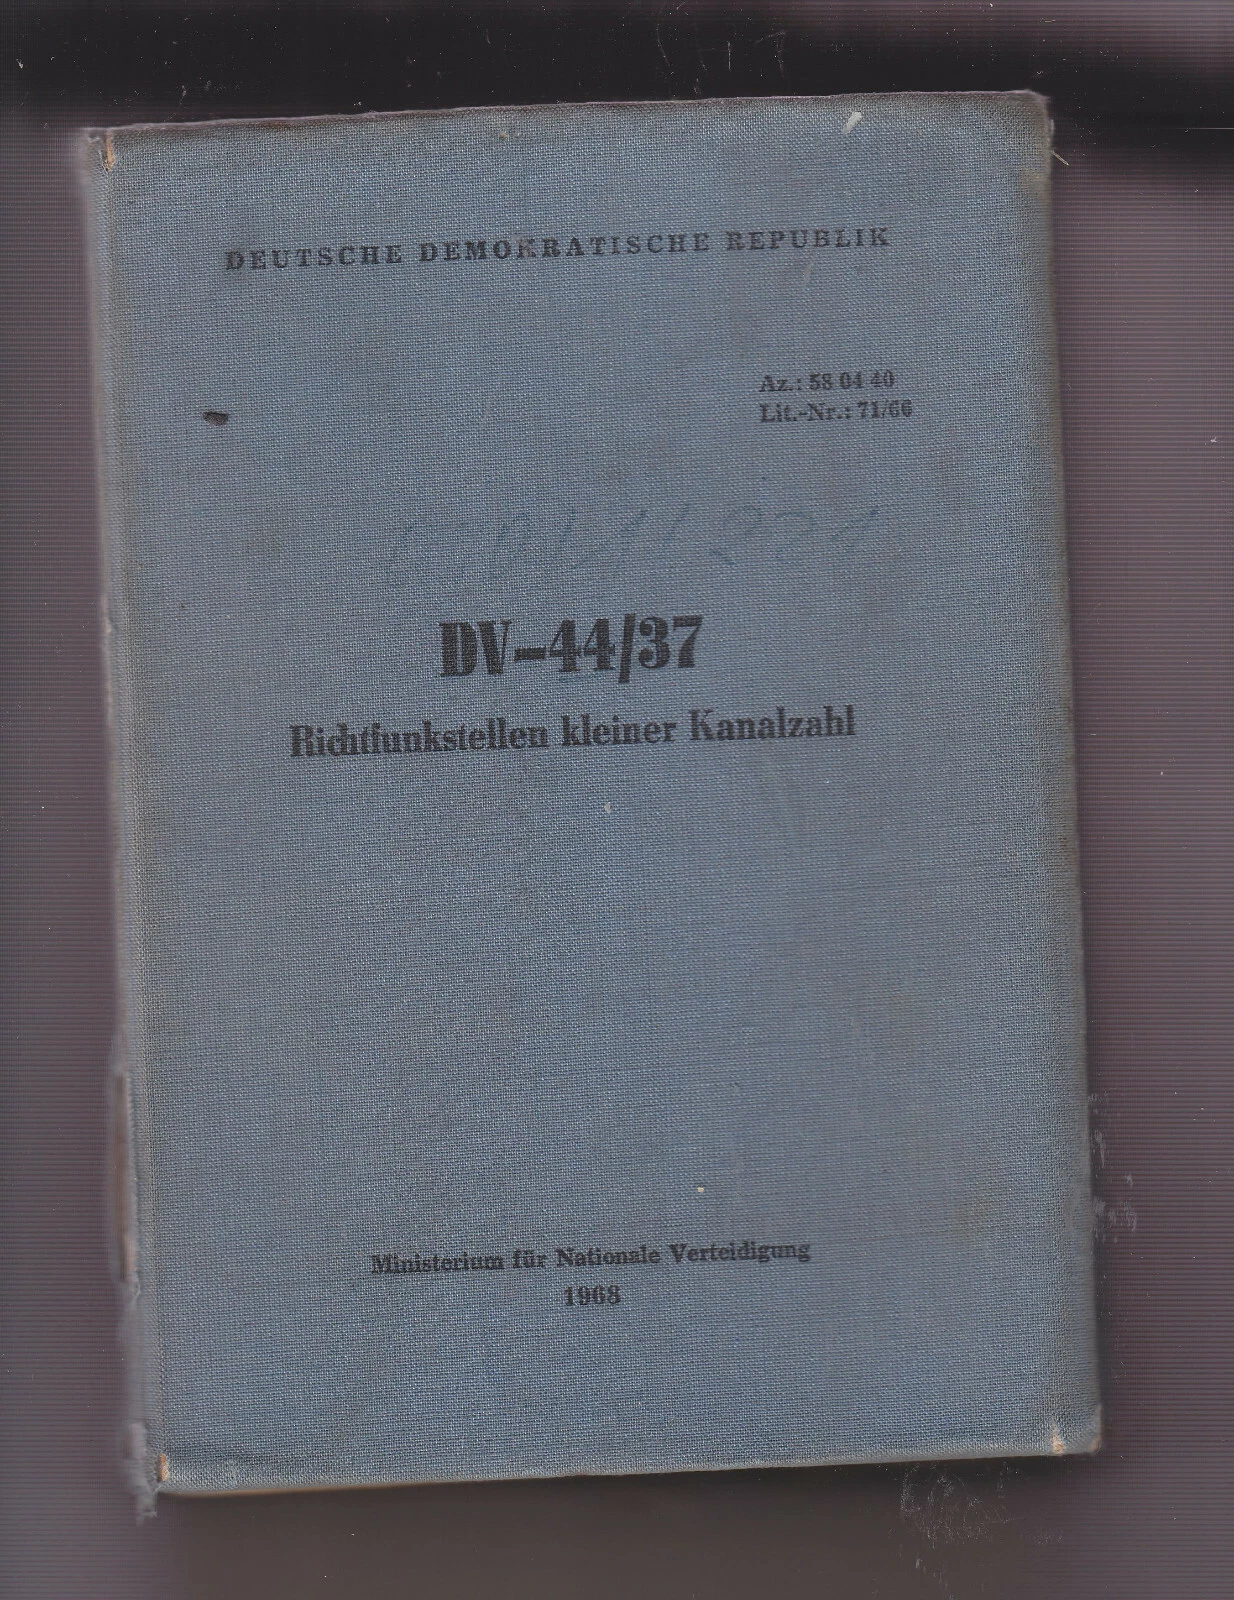 DEUTSCHE DEMOKRATISCHE REPUBLIK
Az.: 58 04 40
Lit.-Nr.: 71/66
DV–44/37
Richtfunkstellen kleiner Kanalzahl
Ministerium für Nationale Verteidigung
1968